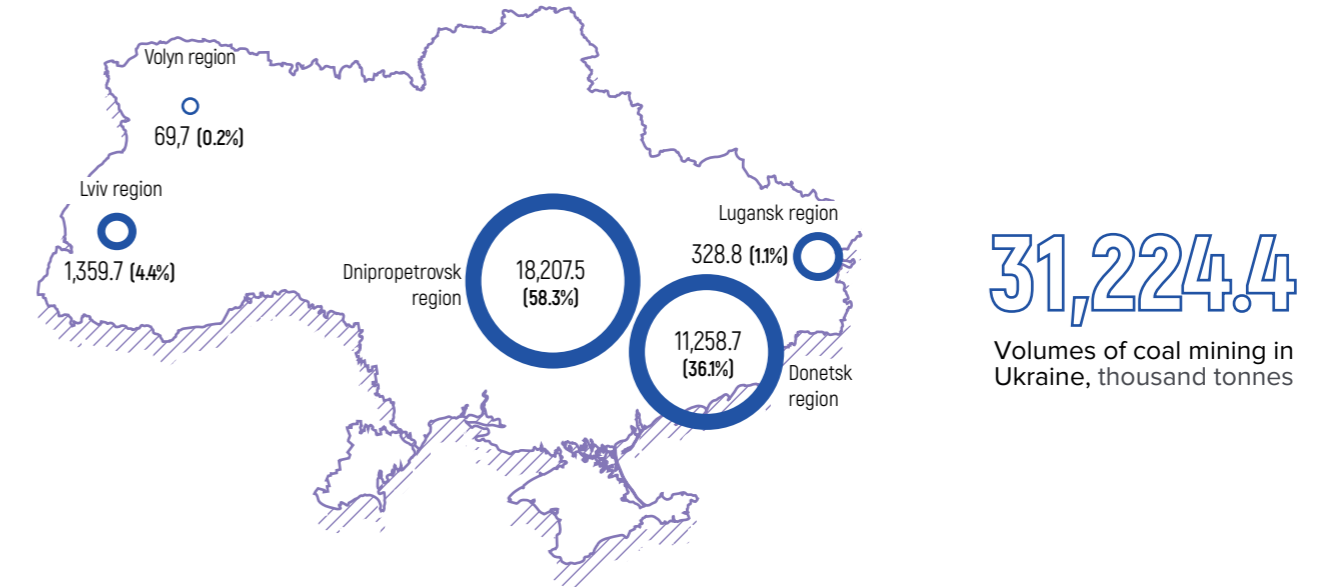 Volyn region
69,7 (0.2%)
Lviv region
1,359.7 (4.4%)
Dnipropetrovsk
region
18,207.5
(58.3%)
Lugansk region
328.8 (1.1%)
11,258.7
(36.1%)
Donetsk
region
31,224.4
Volumes of coal mining in
Ukraine, thousand tonnes